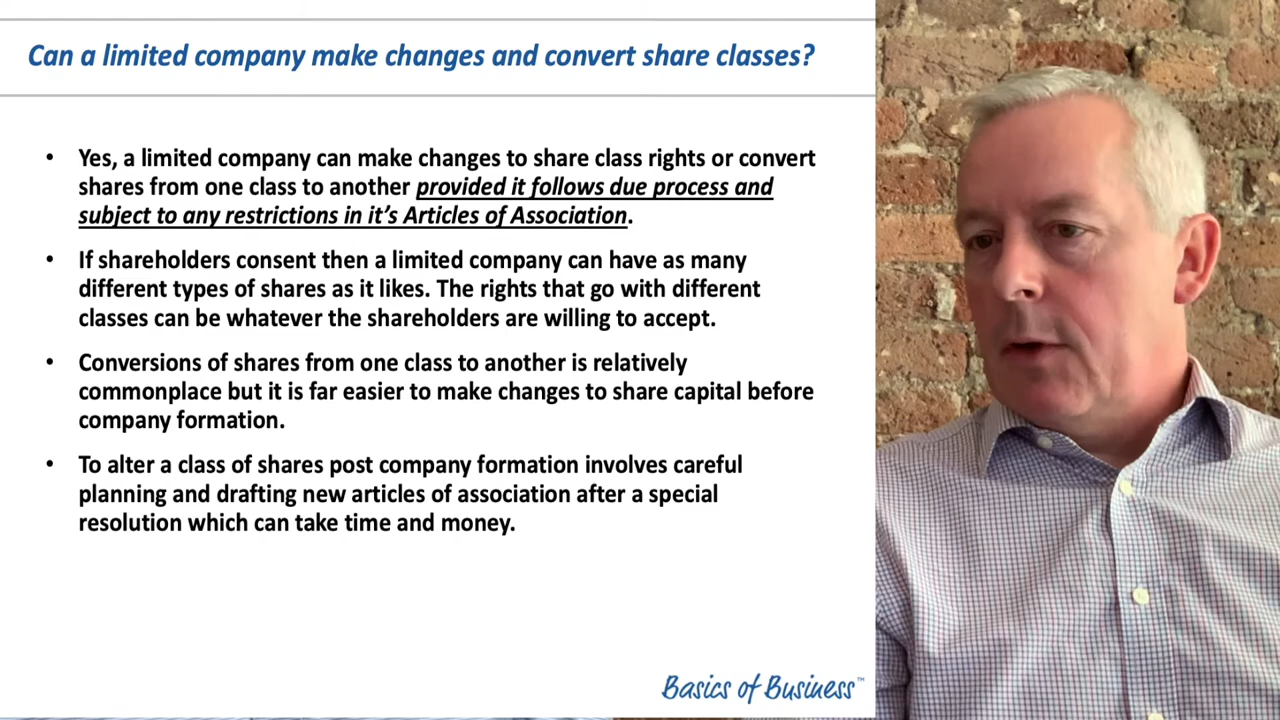 Can a limited company make changes and convert share classes?
• Yes, a limited company can make changes to share class rights or convert
shares from one class to another provided it follows due process and
subject to any restrictions in it’s Articles of Association.
• If shareholders consent then a limited company can have as many
different types of shares as it likes. The rights that go with different
classes can be whatever the shareholders are willing to accept.
• Conversions of shares from one class to another is relatively
commonplace but it is far easier to make changes to share capital before
company formation.
• To alter a class of shares post company formation involves careful
planning and drafting new articles of association after a special
resolution which can take time and money.
Basics of Business™